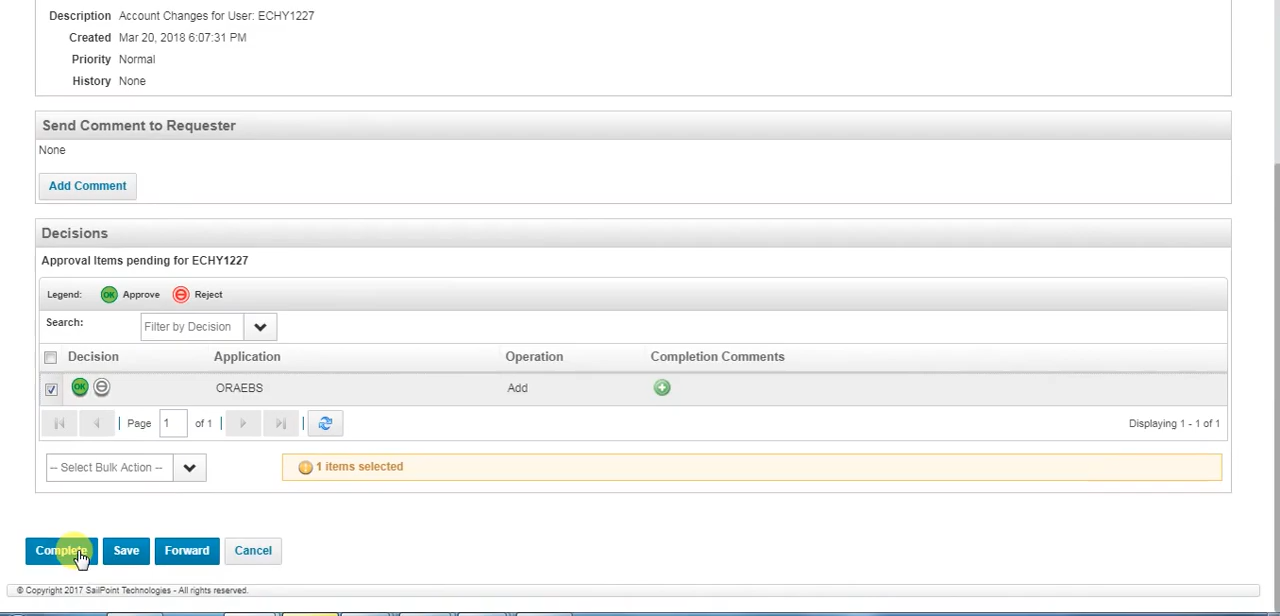 Description Account Changes for User: ECHY1227
Created Mar 20, 2018 6:07:31 PM
Priority Normal
History None
Send Comment to Requester
None
Add Comment
Decisions
Approval Items pending for ECHY1227
Legend: OK Approve Reject
Search: Filter by Decision
Decision Application Operation Completion Comments
OK ORAEBS Add
Page 1 of 1 Displaying 1 - 1 of 1
-- Select Bulk Action -- 1 items selected
Complete Save Forward Cancel
© Copyright 2017 SailPoint Technologies - All rights reserved.